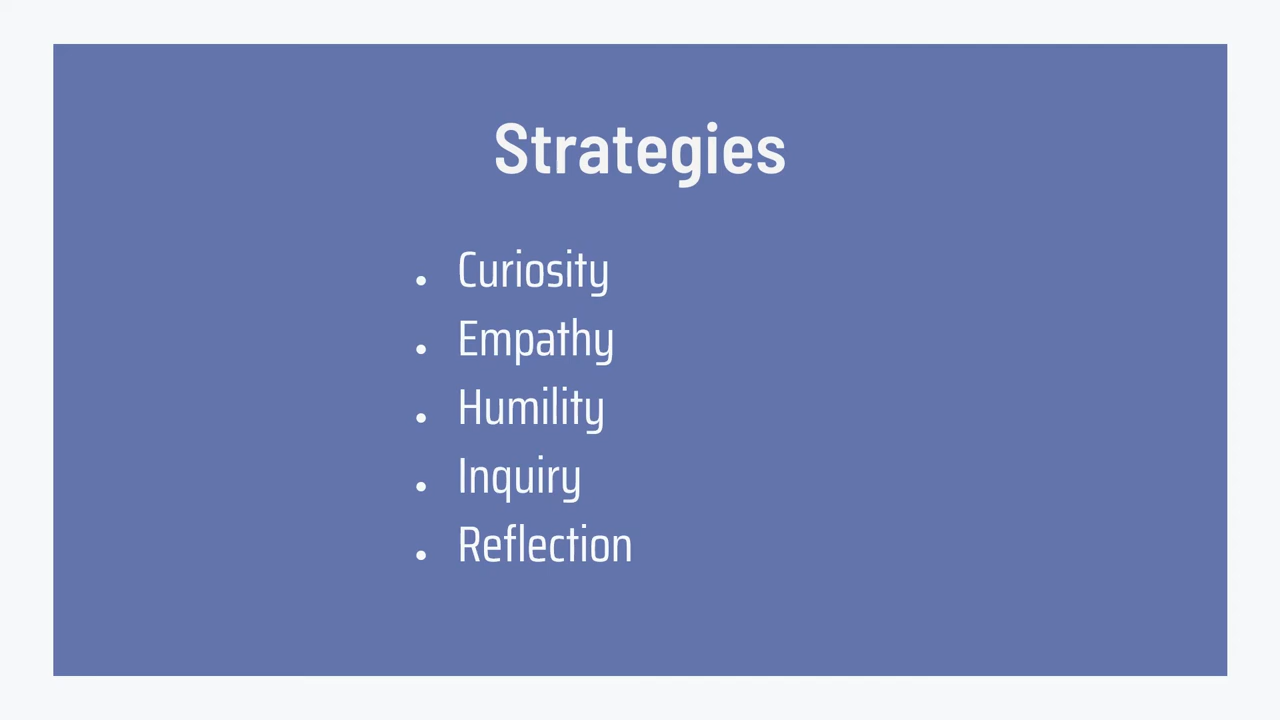 Strategies
• Curiosity
• Empathy
• Humility
• Inquiry
• Reflection